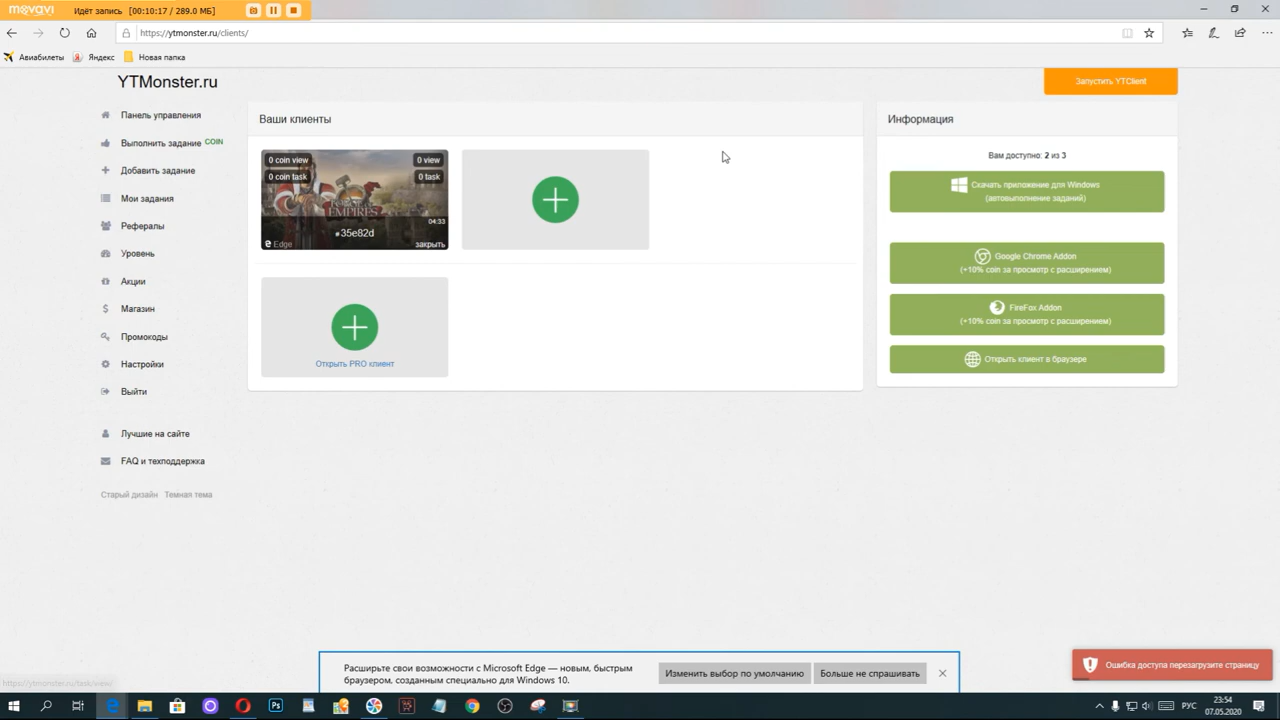 movavi Идёт запись [00:10:17 / 289.0 МБ]
https://ytmonster.ru/clients/
Авиабилеты Яндекс Новая папка
YTMonster.ru
Запустить YTClient
Панель управления
Выполнить задание COIN
Добавить задание
Мои задания
Рефералы
Уровень
Акции
Магазин
Промокоды
Настройки
Выйти
Лучшие на сайте
FAQ и техподдержка
Старый дизайн Темная тема
Ваши клиенты
0 coin view 0 view
0 coin task 0 task
EMPIRES
04:33
#35e82d
Edge закрыть
Открыть PRO клиент
Информация
Вам доступно: 2 из 3
Скачать приложение для Windows
(автовыполнение заданий)
Google Chrome Addon
(+10% coin за просмотр с расширением)
FireFox Addon
(+10% coin за просмотр с расширением)
Открыть клиент в браузере
Расширьте свои возможности с Microsoft Edge — новым, быстрым
браузером, созданным специально для Windows 10.
Изменить выбор по умолчанию Больше не спрашивать
Ошибка доступа перезагрузите страницу
https://ytmonster.ru/task/view/
Ps
РУС
23:54
07.05.2020